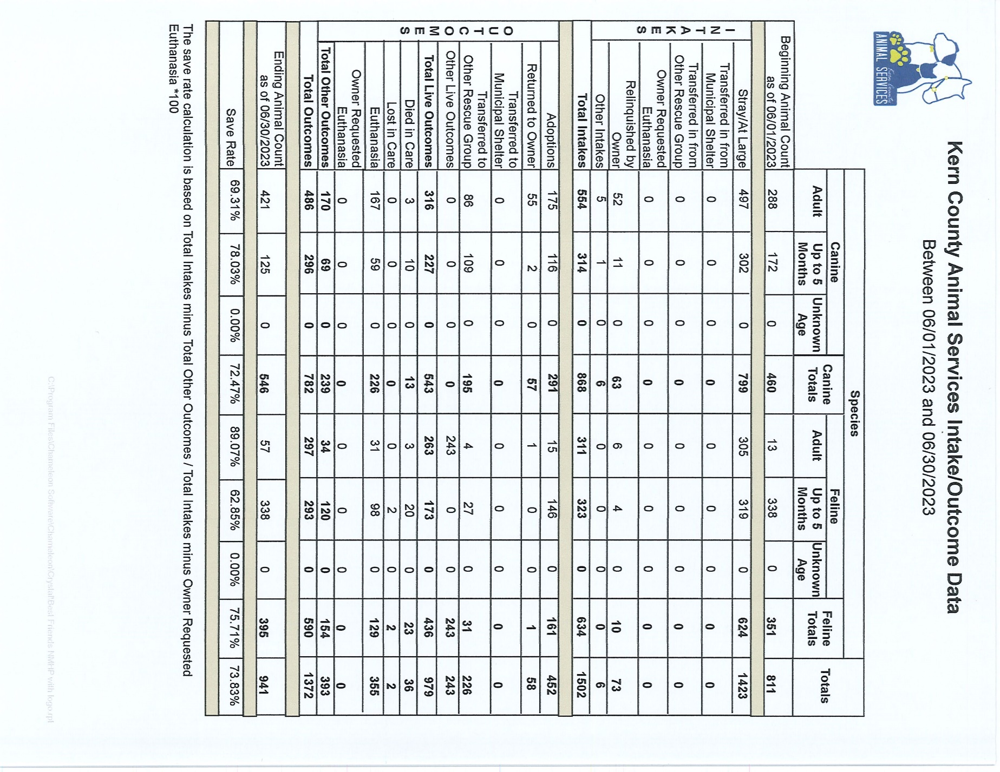 Kern County Animal Services Intake/Outcome Data
Between 06/01/2023 and 06/30/2023
Kern County
ANIMAL SERVICES
Species
Canine Canine Totals Feline Feline Totals Totals
Adult Up to 5 Months Unknown Age Adult Up to 5 Months Unknown Age
Beginning Animal Count
as of 06/01/2023 288 172 0 460 13 338 0 351 811
INTAKES
Stray/At Large 497 302 0 799 305 319 0 624 1423
Transferred in from
Municipal Shelter 0 0 0 0 0 0 0 0 0
Transferred in from
Other Rescue Group 0 0 0 0 0 0 0 0 0
Owner Requested
Euthanasia 0 0 0 0 0 0 0 0 0
Relinquished by
Owner 52 11 0 63 6 4 0 10 73
Other Intakes 5 1 0 6 0 0 0 0 6
Total Intakes 554 314 0 868 311 323 0 634 1502
OUTCOMES
Adoptions 175 116 0 291 15 146 0 161 452
Returned to Owner 55 2 0 57 1 0 0 1 58
Transferred to
Municipal Shelter 0 0 0 0 0 0 0 0 0
Transferred to
Other Rescue Group 86 109 0 195 4 27 0 31 226
Other Live Outcomes 0 0 0 0 243 0 0 243 243
Total Live Outcomes 316 227 0 543 263 173 0 436 979
Died in Care 3 10 0 13 3 20 0 23 36
Lost in Care 0 0 0 0 0 2 0 2 2
Euthanasia 167 59 0 226 31 98 0 129 355
Owner Requested
Euthanasia 0 0 0 0 0 0 0 0 0
Total Other Outcomes 170 69 0 239 34 120 0 154 393
Total Outcomes 486 296 0 782 297 293 0 590 1372
Ending Animal Count
as of 06/30/2023 421 125 0 546 57 338 0 395 941
Save Rate 69.31% 78.03% 0.00% 72.47% 89.07% 62.85% 0.00% 75.71% 73.83%
The save rate calculation is based on Total Intakes minus Total Other Outcomes / Total Intakes minus Owner Requested
Euthanasia *100
C:\Program Files\Chameleon Software\Chameleon\Crystal\Best Friends NMHP with logo.rpt